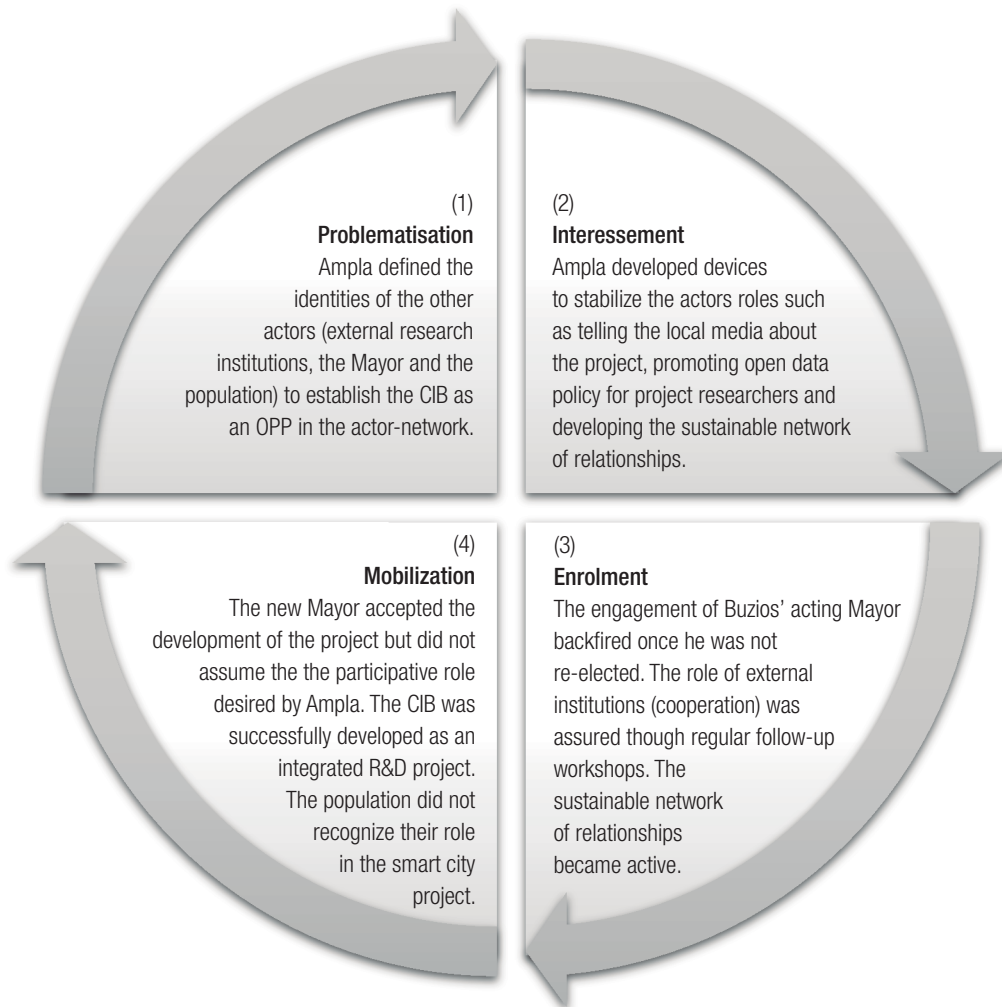 (1)
Problematisation
Ampla defined the
identities of the other
actors (external research
institutions, the Mayor and the
population) to establish the CIB as
an OPP in the actor-network.
(2)
Interessement
Ampla developed devices
to stabilize the actors roles such
as telling the local media about
the project, promoting open data
policy for project researchers and
developing the sustainable network
of relationships.
(3)
Enrolment
The engagement of Buzios' acting Mayor
backfired once he was not
re-elected. The role of external
institutions (cooperation) was
assured though regular follow-up
workshops. The
sustainable network
of relationships
became active.
(4)
Mobilization
The new Mayor accepted the
development of the project but did not
assume the the participative role
desired by Ampla. The CIB was
successfully developed as an
integrated R&D project.
The population did not
recognize their role
in the smart city
project.